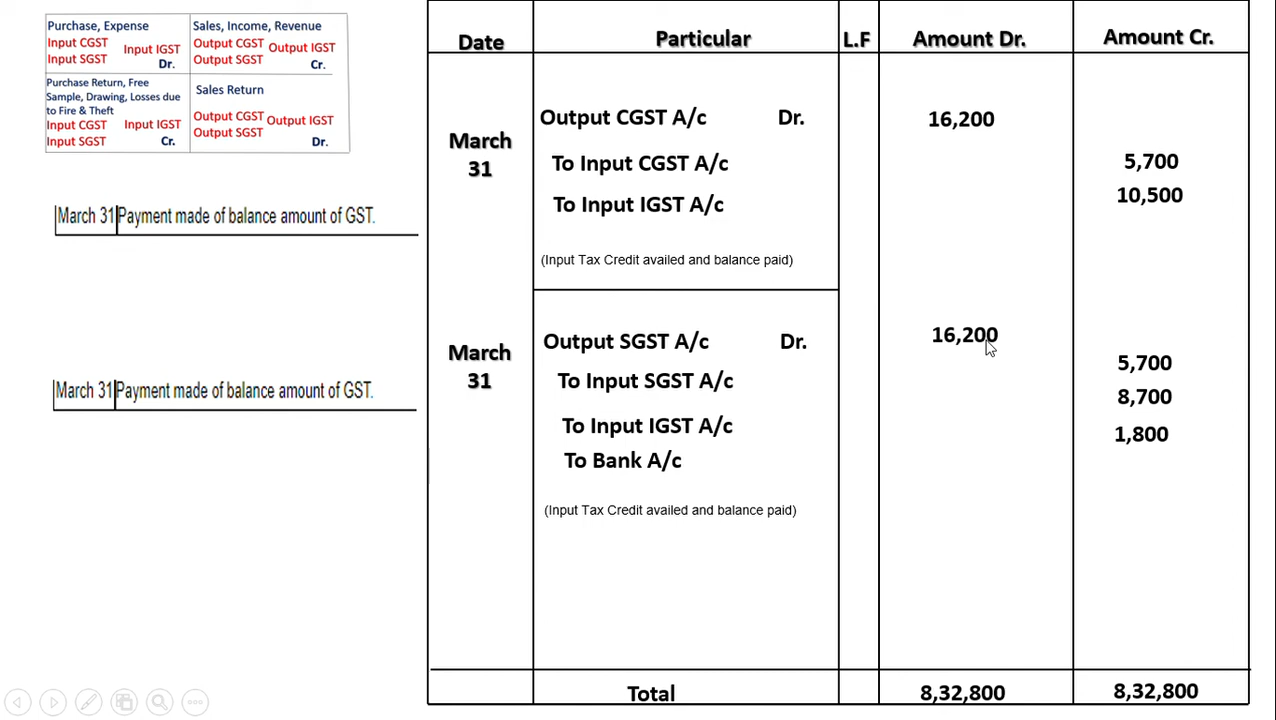 Purchase, Expense
Input CGST
Input IGST
Input SGST
Dr.
Sales, Income, Revenue
Output CGST
Output IGST
Output SGST
Cr.
Purchase Return, Free
Sample, Drawing, Losses due
to Fire & Theft
Input CGST
Input IGST
Input SGST
Cr.
Sales Return
Output CGST
Output IGST
Output SGST
Dr.
March 31 Payment made of balance amount of GST.
March 31 Payment made of balance amount of GST.
Date Particular L.F Amount Dr. Amount Cr.
March
31
Output CGST A/c Dr. 16,200
To Input CGST A/c 5,700
To Input IGST A/c 10,500
(Input Tax Credit availed and balance paid)
March
31
Output SGST A/c Dr. 16,200
To Input SGST A/c 5,700
To Input IGST A/c 8,700
To Bank A/c 1,800
(Input Tax Credit availed and balance paid)
Total 8,32,800 8,32,800